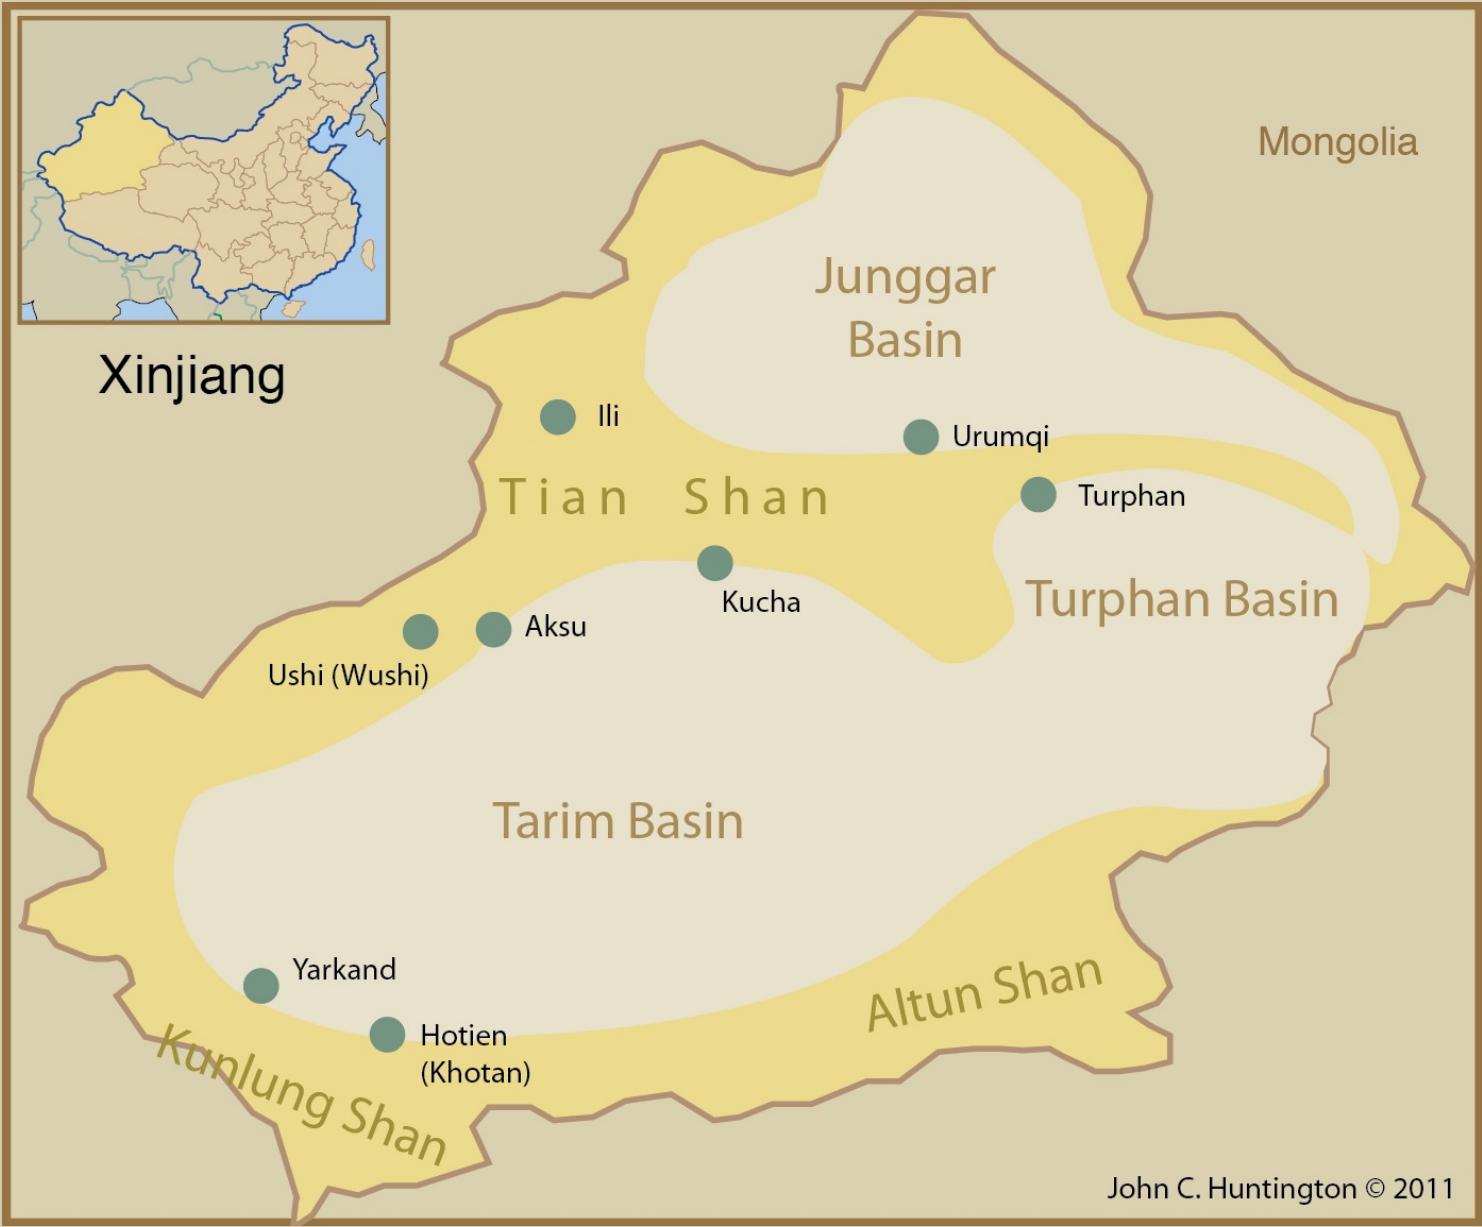 Mongolia
Junggar
Basin
Xinjiang
Ili
Urumqi
Tian Shan
Turphan
Kucha
Turphan Basin
Aksu
Ushi (Wushi)
Tarim Basin
Yarkand
Altun Shan
Hotien
(Khotan)
Kunlung Shan
John C. Huntington © 2011